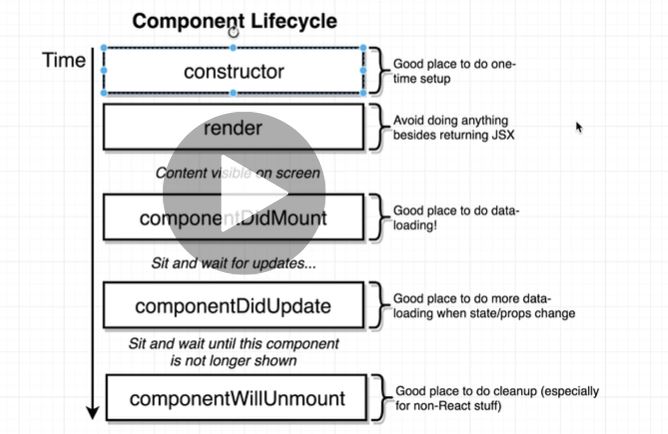 Component Lifecycle
Time
constructor
Good place to do one-
time setup
render
Avoid doing anything
besides returning JSX
Content visible on screen
componentDidMount
Good place to do data-
loading!
Sit and wait for updates...
componentDidUpdate
Good place to do more data-
loading when state/props change
Sit and wait until this component
is not longer shown
componentWillUnmount
Good place to do cleanup (especially
for non-React stuff)